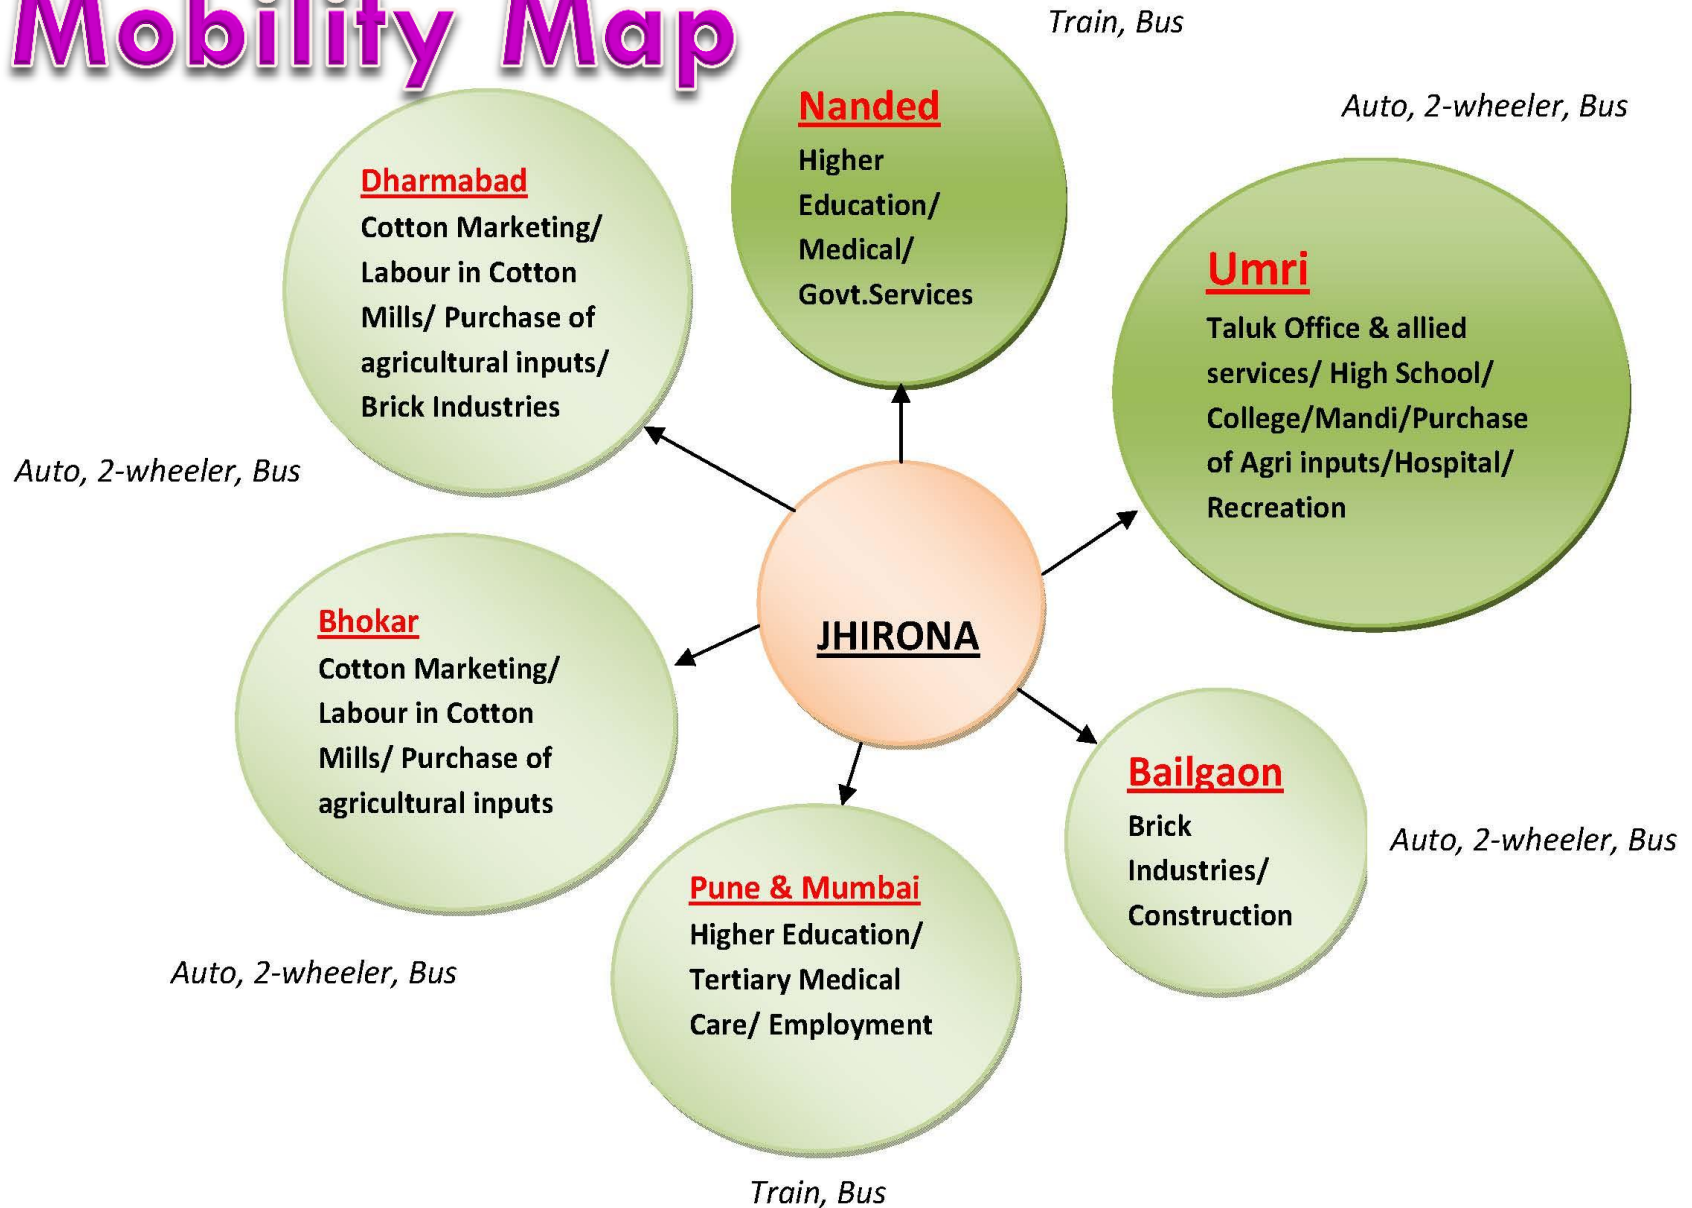 Mobility Map
Train, Bus
Auto, 2-wheeler, Bus
Nanded
Higher
Education/
Medical/
Govt.Services
Dharmabad
Cotton Marketing/
Labour in Cotton
Mills/ Purchase of
agricultural inputs/
Brick Industries
Auto, 2-wheeler, Bus
Umri
Taluk Office & allied
services/ High School/
College/Mandi/Purchase
of Agri inputs/Hospital/
Recreation
JHIRONA
Bhokar
Cotton Marketing/
Labour in Cotton
Mills/ Purchase of
agricultural inputs
Auto, 2-wheeler, Bus
Bailgaon
Brick
Industries/
Construction
Auto, 2-wheeler, Bus
Pune & Mumbai
Higher Education/
Tertiary Medical
Care/ Employment
Train, Bus